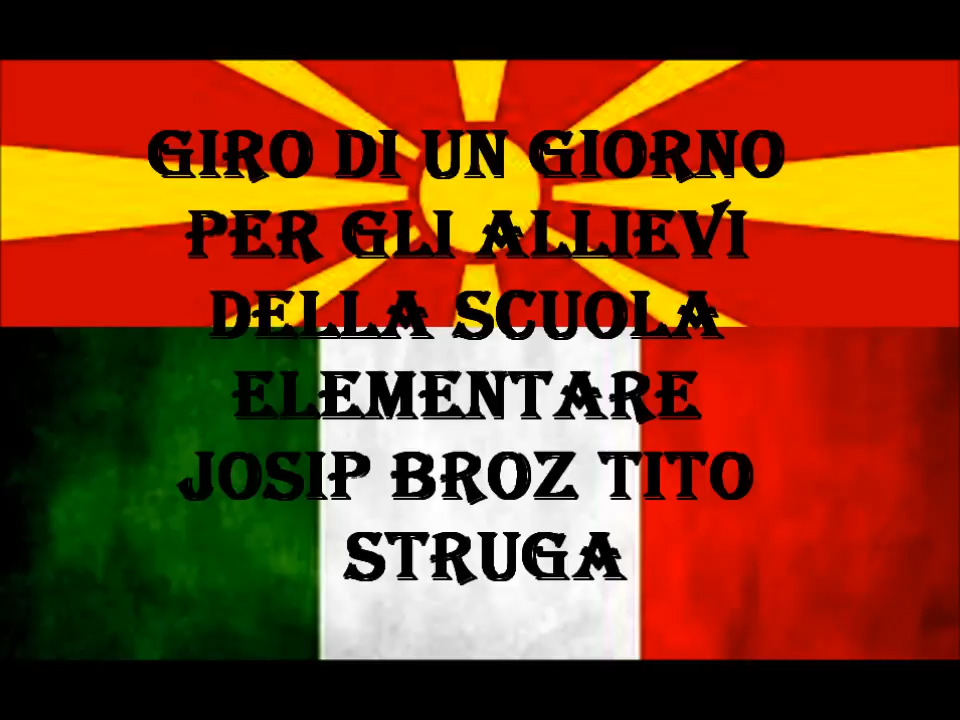 GIRO DI UN GIORNO
PER GLI ALLIEVI
DELLA SCUOLA
ELEMENTARE
JOSIP BROZ TITO
STRUGA